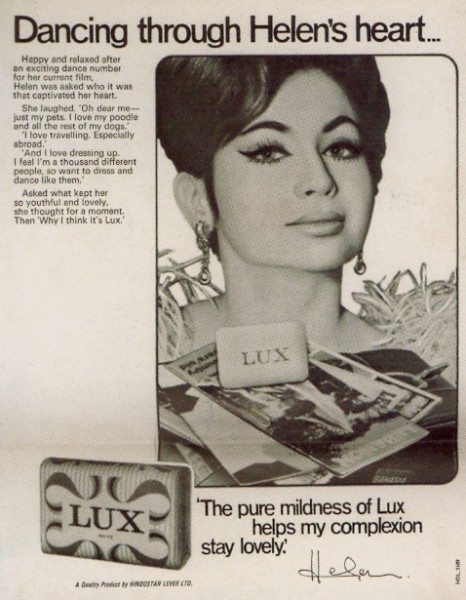 Dancing through Helen's heart...
Happy and relaxed after
an exciting dance number
for her current film,
Helen was asked who it was
that captivated her heart.
She laughed. 'Oh dear me—
just my pets. I love my poodle
and all the rest of my dogs.'
'I love travelling. Especially
abroad.'
'And I love dressing up.
I feel I'm a thousand different
people, so want to dress and
dance like them.'
Asked what kept her
so youthful and lovely,
she thought for a moment.
Then 'Why I think it's Lux.'
LUX
LUX
'The pure mildness of Lux
helps my complexion
stay lovely.'
Helen.
A Quality Product by HINDUSTAN LEVER LTD.